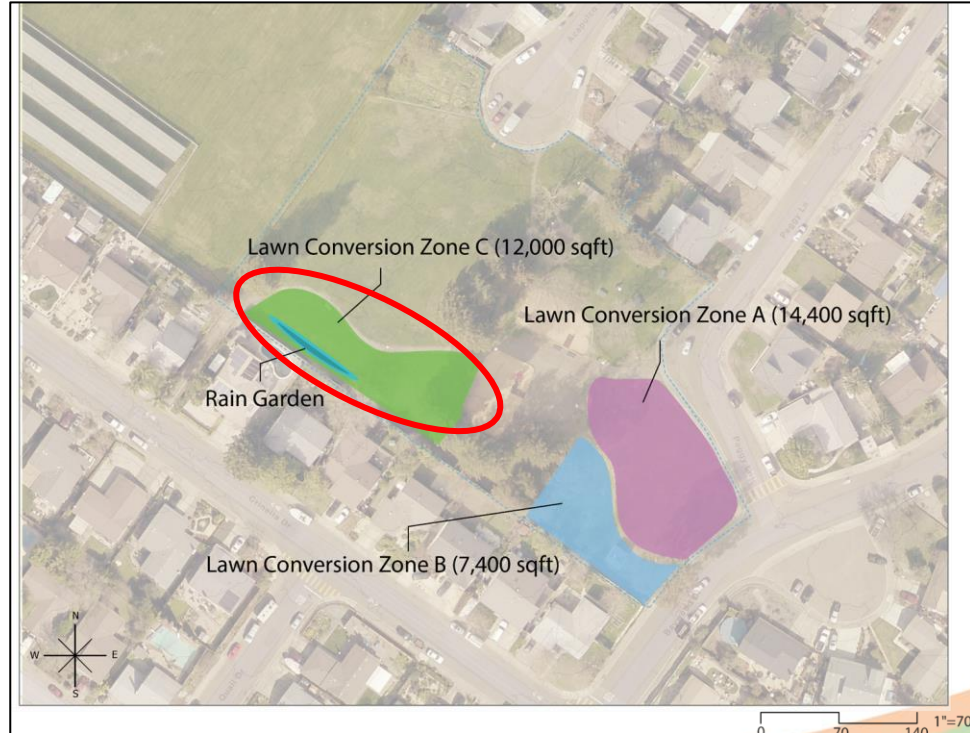 Lawn Conversion Zone C (12,000 sqft)
Lawn Conversion Zone A (14,400 sqft)
Rain Garden
Lawn Conversion Zone B (7,400 sqft)
N
W E
S
1"=70
0 70 140